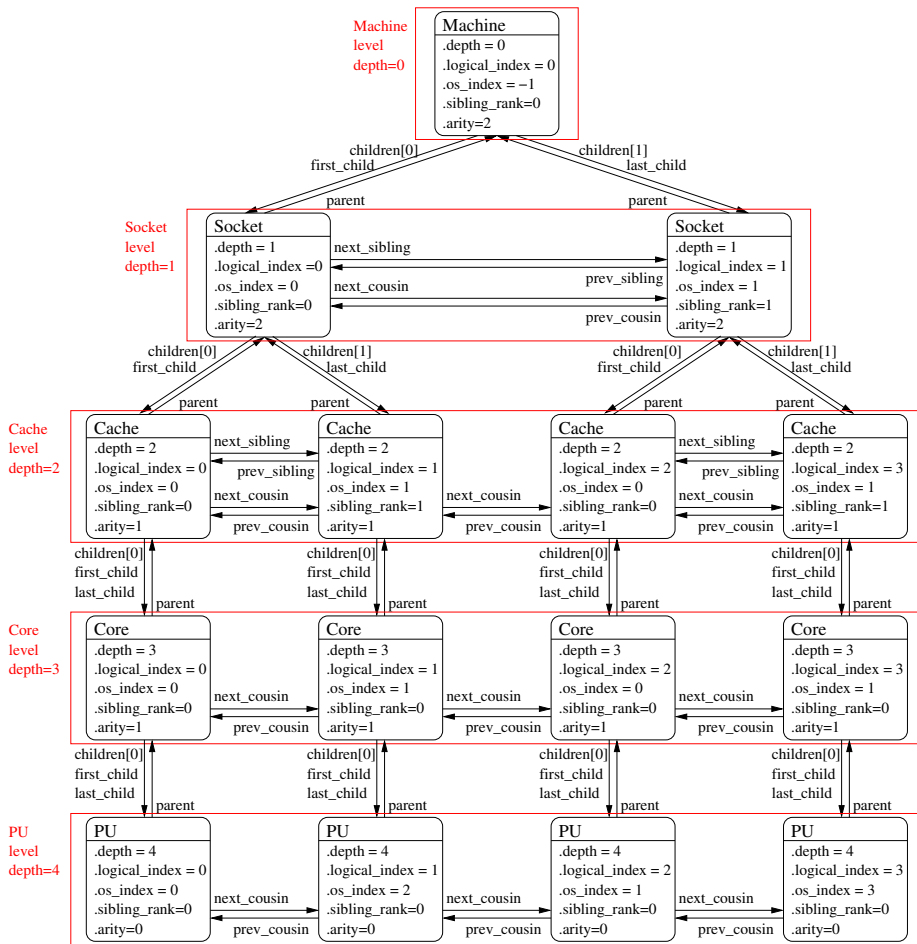 Machine
level
depth=0
Machine
.depth = 0
.logical_index = 0
.os_index = −1
.sibling_rank=0
.arity=2
children[0]
first_child
parent
children[1]
last_child
parent
Socket
level
depth=1
Socket
.depth = 1
.logical_index =0
.os_index = 0
.sibling_rank=0
.arity=2
next_sibling
prev_sibling
next_cousin
prev_cousin
Socket
.depth = 1
.logical_index = 1
.os_index = 1
.sibling_rank=1
.arity=2
children[0]
first_child
parent
children[1]
last_child
parent
children[0]
first_child
parent
children[1]
last_child
parent
Cache
level
depth=2
Cache
.depth = 2
.logical_index = 0
.os_index = 0
.sibling_rank=0
.arity=1
next_sibling
prev_sibling
next_cousin
prev_cousin
Cache
.depth = 2
.logical_index = 1
.os_index = 1
.sibling_rank=1
.arity=1
next_cousin
prev_cousin
Cache
.depth = 2
.logical_index = 2
.os_index = 0
.sibling_rank=0
.arity=1
next_sibling
prev_sibling
next_cousin
prev_cousin
Cache
.depth = 2
.logical_index = 3
.os_index = 1
.sibling_rank=1
.arity=1
children[0]
first_child
last_child
parent
children[0]
first_child
last_child
parent
children[0]
first_child
last_child
parent
children[0]
first_child
last_child
parent
Core
level
depth=3
Core
.depth = 3
.logical_index = 0
.os_index = 0
.sibling_rank=0
.arity=1
next_cousin
prev_cousin
Core
.depth = 3
.logical_index = 1
.os_index = 1
.sibling_rank=0
.arity=1
next_cousin
prev_cousin
Core
.depth = 3
.logical_index = 2
.os_index = 0
.sibling_rank=0
.arity=1
next_cousin
prev_cousin
Core
.depth = 3
.logical_index = 3
.os_index = 1
.sibling_rank=0
.arity=1
children[0]
first_child
last_child
parent
children[0]
first_child
last_child
parent
children[0]
first_child
last_child
parent
children[0]
first_child
last_child
parent
PU
level
depth=4
PU
.depth = 4
.logical_index = 0
.os_index = 0
.sibling_rank=0
.arity=0
next_cousin
prev_cousin
PU
.depth = 4
.logical_index = 1
.os_index = 2
.sibling_rank=0
.arity=0
next_cousin
prev_cousin
PU
.depth = 4
.logical_index = 2
.os_index = 1
.sibling_rank=0
.arity=0
next_cousin
prev_cousin
PU
.depth = 4
.logical_index = 3
.os_index = 3
.sibling_rank=0
.arity=0